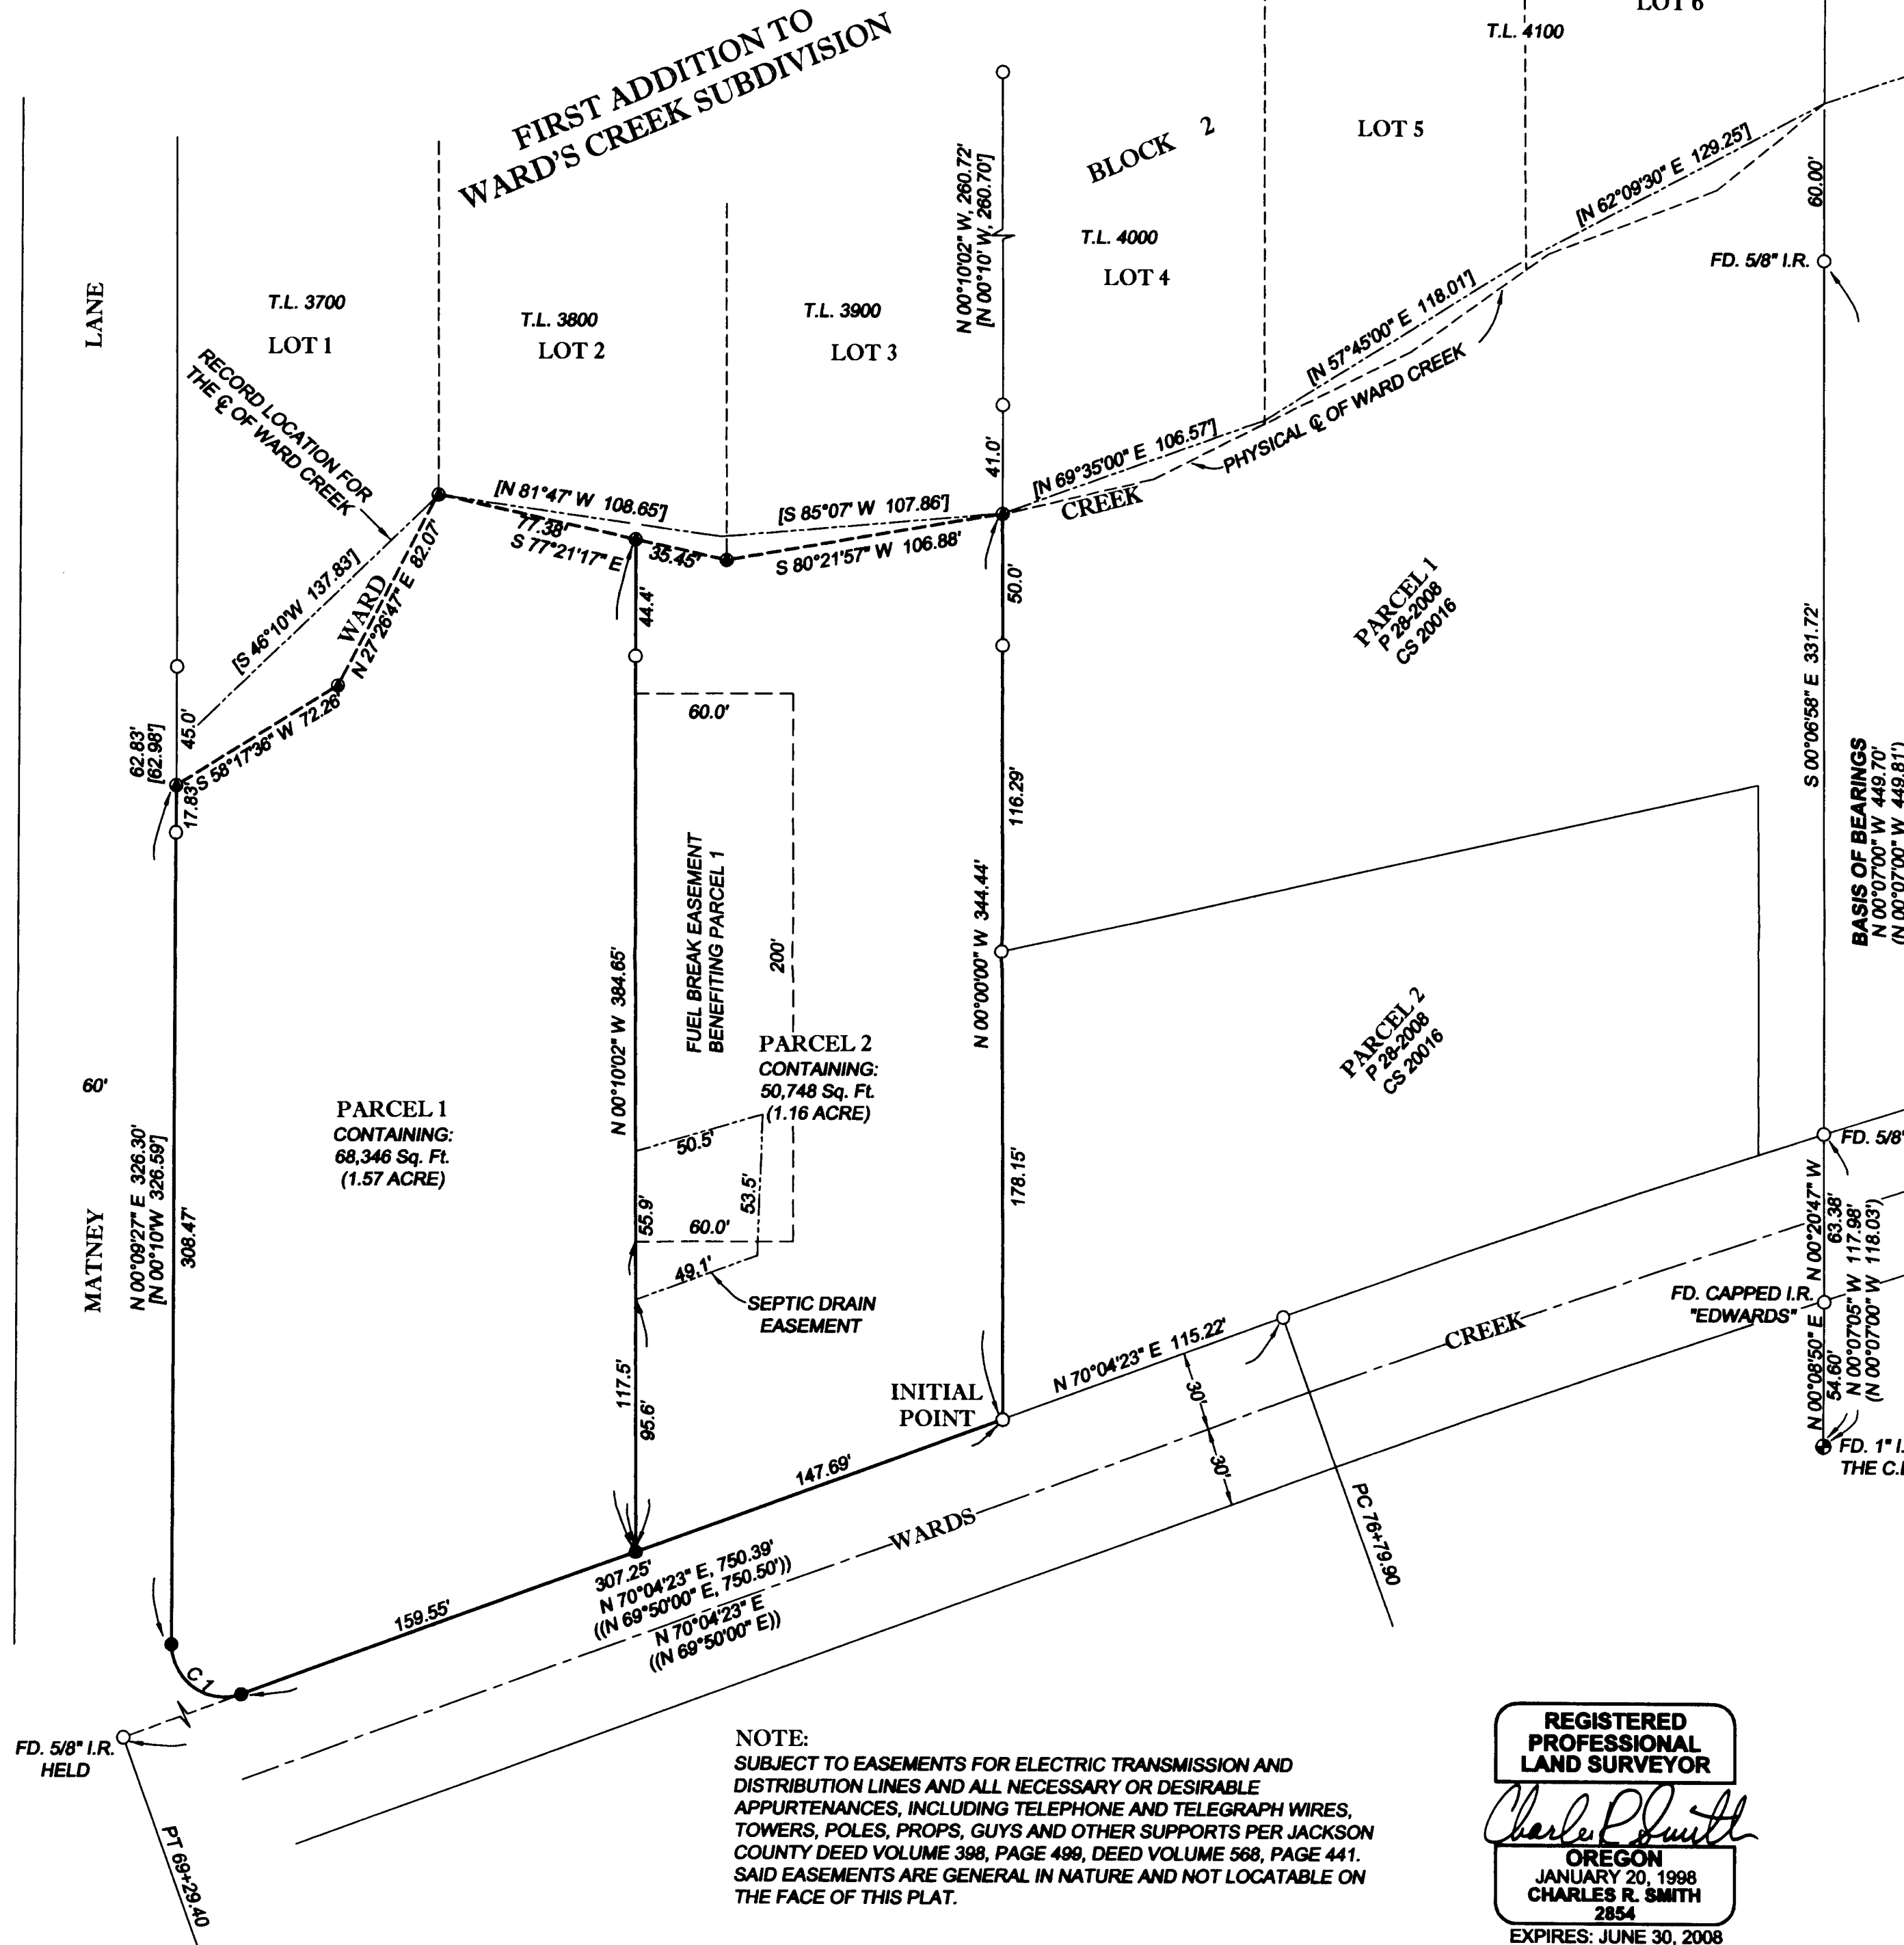 FIRST ADDITION TO
WARD'S CREEK SUBDIVISION
LOT 6
T.L. 4100
LOT 5
BLOCK 2
T.L. 4000
LOT 4
T.L. 3900
LOT 3
T.L. 3800
LOT 2
T.L. 3700
LOT 1
LANE
RECORD LOCATION FOR
THE ℄ OF WARD CREEK
N 00°10'02" W, 260.72'
[N 00°10' W, 260.70']
41.0'
[N 62°09'30" E 129.25']
60.00'
FD. 5/8" I.R.
[N 57°45'00" E 118.01']
PHYSICAL ℄ OF WARD CREEK
[N 69°35'00" E 106.57']
CREEK
[N 81°47' W 108.65']
77.38'
S 77°21'17" E
35.45'
[S 85°07' W 107.86']
S 80°21'57" W 106.88'
[S 46°10'W 137.83']
WARD
N 27°26'47" E 82.07'
S 58°17'36" W 72.26'
62.83'
[62.98']
45.0'
17.83'
44.4'
50.0'
PARCEL 1
P 28-2008
CS 20016
S 00°06'58" E 331.72'
BASIS OF BEARINGS
N 00°07'00" W 449.70'
(N 00°07'00" W 449.81')
60.0'
FUEL BREAK EASEMENT
BENEFITING PARCEL 1
200'
116.29'
N 00°00'00" W 344.44'
N 00°10'02" W 384.65'
PARCEL 2
CONTAINING:
50,748 Sq. Ft.
(1.16 ACRE)
PARCEL 2
P 28-2008
CS 20016
60'
PARCEL 1
CONTAINING:
68,346 Sq. Ft.
(1.57 ACRE)
MATNEY
N 00°09'27" E 326.30'
[N 00°10'W 326.59']
308.47'
50.5'
53.5'
55.9'
60.0'
49.1'
SEPTIC DRAIN
EASEMENT
178.15'
FD. 5/8"
N 00°20'47" W
63.38'
N 00°07'05" W 117.98'
(N 00°07'00" W 118.03')
FD. CAPPED I.R.
"EDWARDS"
N 00°08'50" E
54.60'
FD. 1" I.
117.5'
95.6'
INITIAL
POINT
N 70°04'23" E 115.22'
30'
30'
CREEK
WARDS
PC 76+79.90
147.69'
159.55'
307.25'
N 70°04'23" E, 750.39'
((N 69°50'00" E, 750.50'))
N 70°04'23" E
((N 69°50'00" E))
C 1
FD. 5/8" I.R.
HELD
PT 69+29.40
NOTE:
SUBJECT TO EASEMENTS FOR ELECTRIC TRANSMISSION AND
DISTRIBUTION LINES AND ALL NECESSARY OR DESIRABLE
APPURTENANCES, INCLUDING TELEPHONE AND TELEGRAPH WIRES,
TOWERS, POLES, PROPS, GUYS AND OTHER SUPPORTS PER JACKSON
COUNTY DEED VOLUME 398, PAGE 499, DEED VOLUME 568, PAGE 441.
SAID EASEMENTS ARE GENERAL IN NATURE AND NOT LOCATABLE ON
THE FACE OF THIS PLAT.
REGISTERED
PROFESSIONAL
LAND SURVEYOR
Charles R. Smith
OREGON
JANUARY 20, 1998
CHARLES R. SMITH
2854
EXPIRES: JUNE 30, 2008